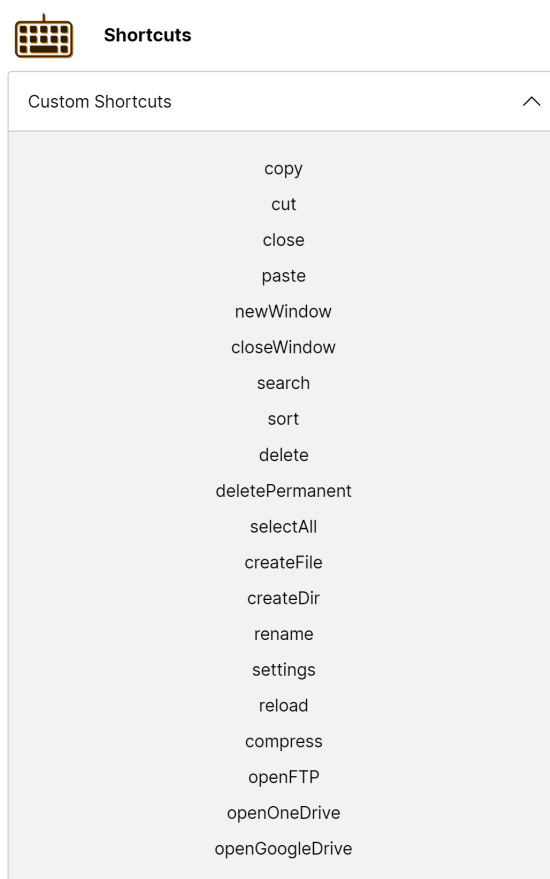 Shortcuts
Custom Shortcuts
copy
cut
close
paste
newWindow
closeWindow
search
sort
delete
deletePermanent
selectAll
createFile
createDir
rename
settings
reload
compress
openFTP
openOneDrive
openGoogleDrive